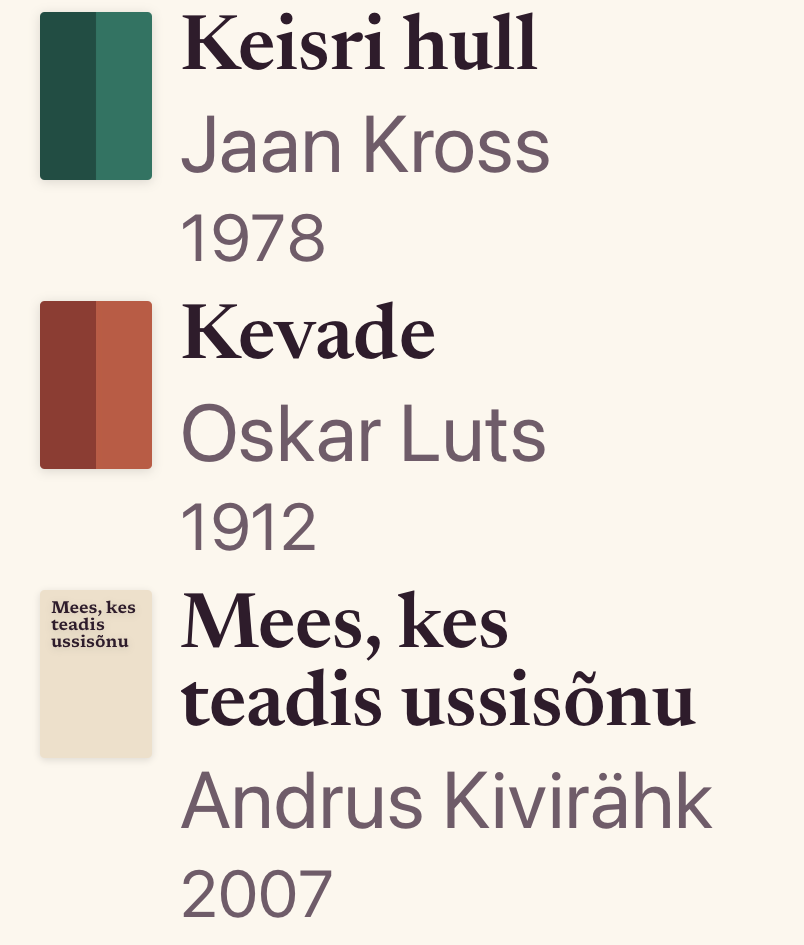 Keisri hull
Jaan Kross
1978
Kevade
Oskar Luts
1912
Mees, kes
teadis
ussisõnu
Mees, kes
teadis ussisõnu
Andrus Kivirähk
2007